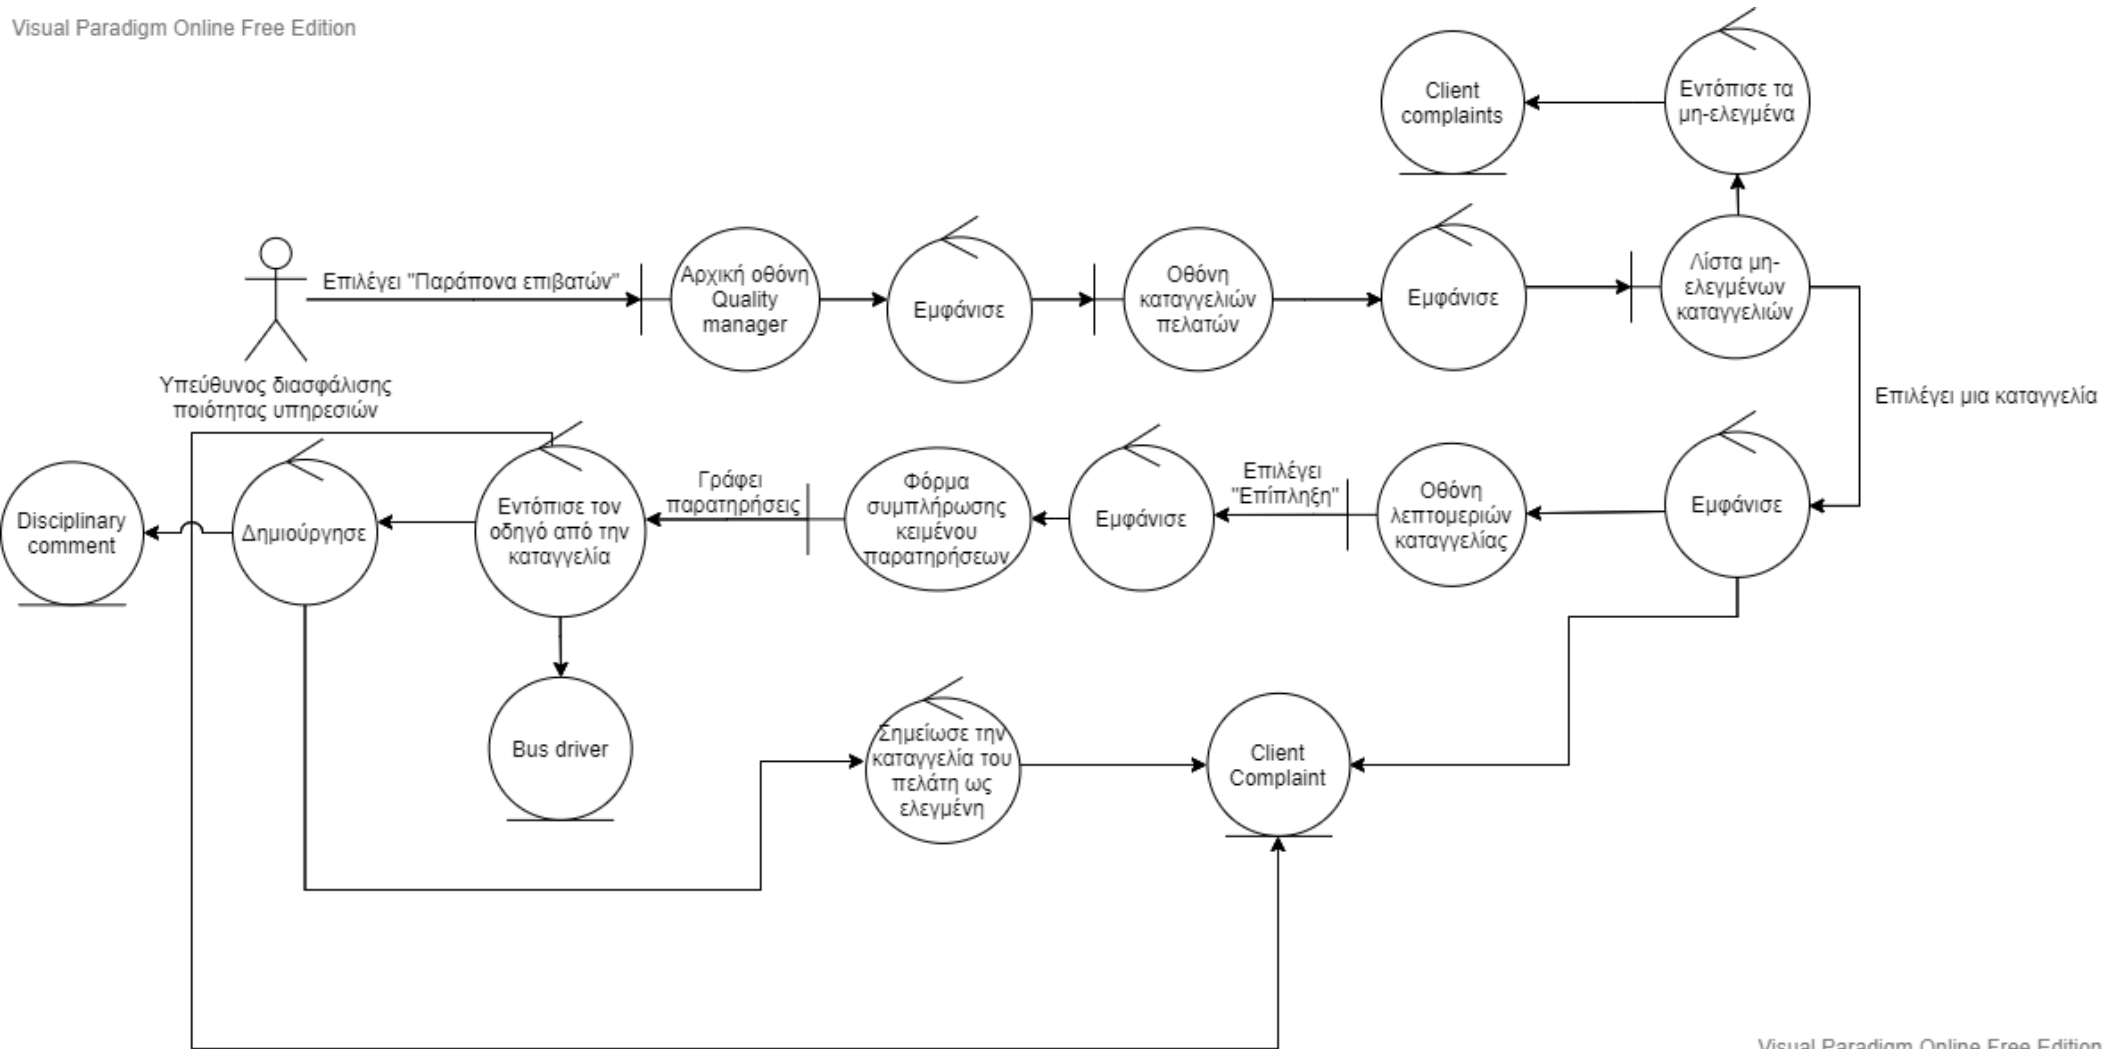 Visual Paradigm Online Free Edition
Client
complaints
Εντόπισε τα
μη-ελεγμένα
Επιλέγει "Παράπονα επιβατών"
Αρχική οθόνη
Quality
manager
Εμφάνισε
Οθόνη
καταγγελιών
πελατών
Εμφάνισε
Λίστα μη-
ελεγμένων
καταγγελιών
Υπεύθυνος διασφάλισης
ποιότητας υπηρεσιών
Επιλέγει μια καταγγελία
Disciplinary
comment
Δημιούργησε
Εντόπισε τον
οδηγό από την
καταγγελία
Γράφει
παρατηρήσεις
Φόρμα
συμπλήρωσης
κειμένου
παρατηρήσεων
Εμφάνισε
Επιλέγει
"Επίπληξη"
Οθόνη
λεπτομεριών
καταγγελίας
Εμφάνισε
Bus driver
Σημείωσε την
καταγγελία του
πελάτη ως
ελεγμένη
Client
Complaint
Visual Paradigm Online Free Edition